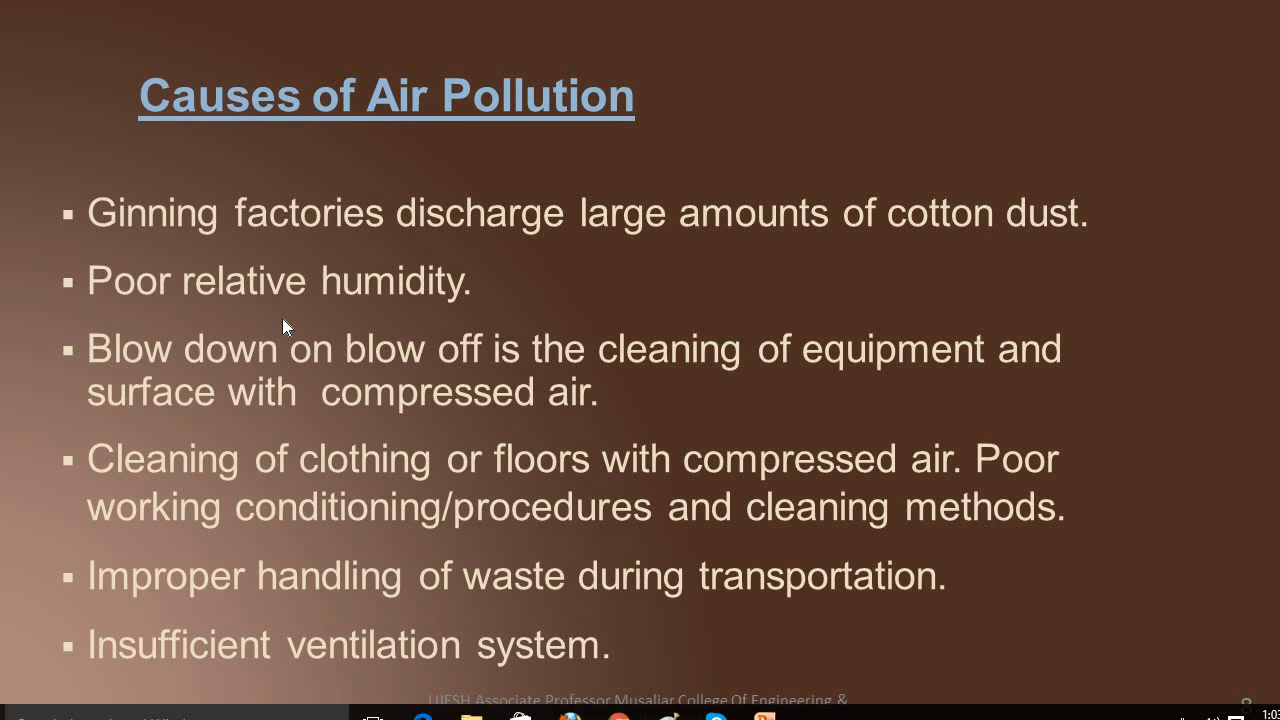 Causes of Air Pollution
▪ Ginning factories discharge large amounts of cotton dust.
▪ Poor relative humidity.
▪ Blow down on blow off is the cleaning of equipment and
surface with compressed air.
▪ Cleaning of clothing or floors with compressed air. Poor
working conditioning/procedures and cleaning methods.
▪ Improper handling of waste during transportation.
▪ Insufficient ventilation system.
Associate Professor Musaliar College Of Engineering &
8